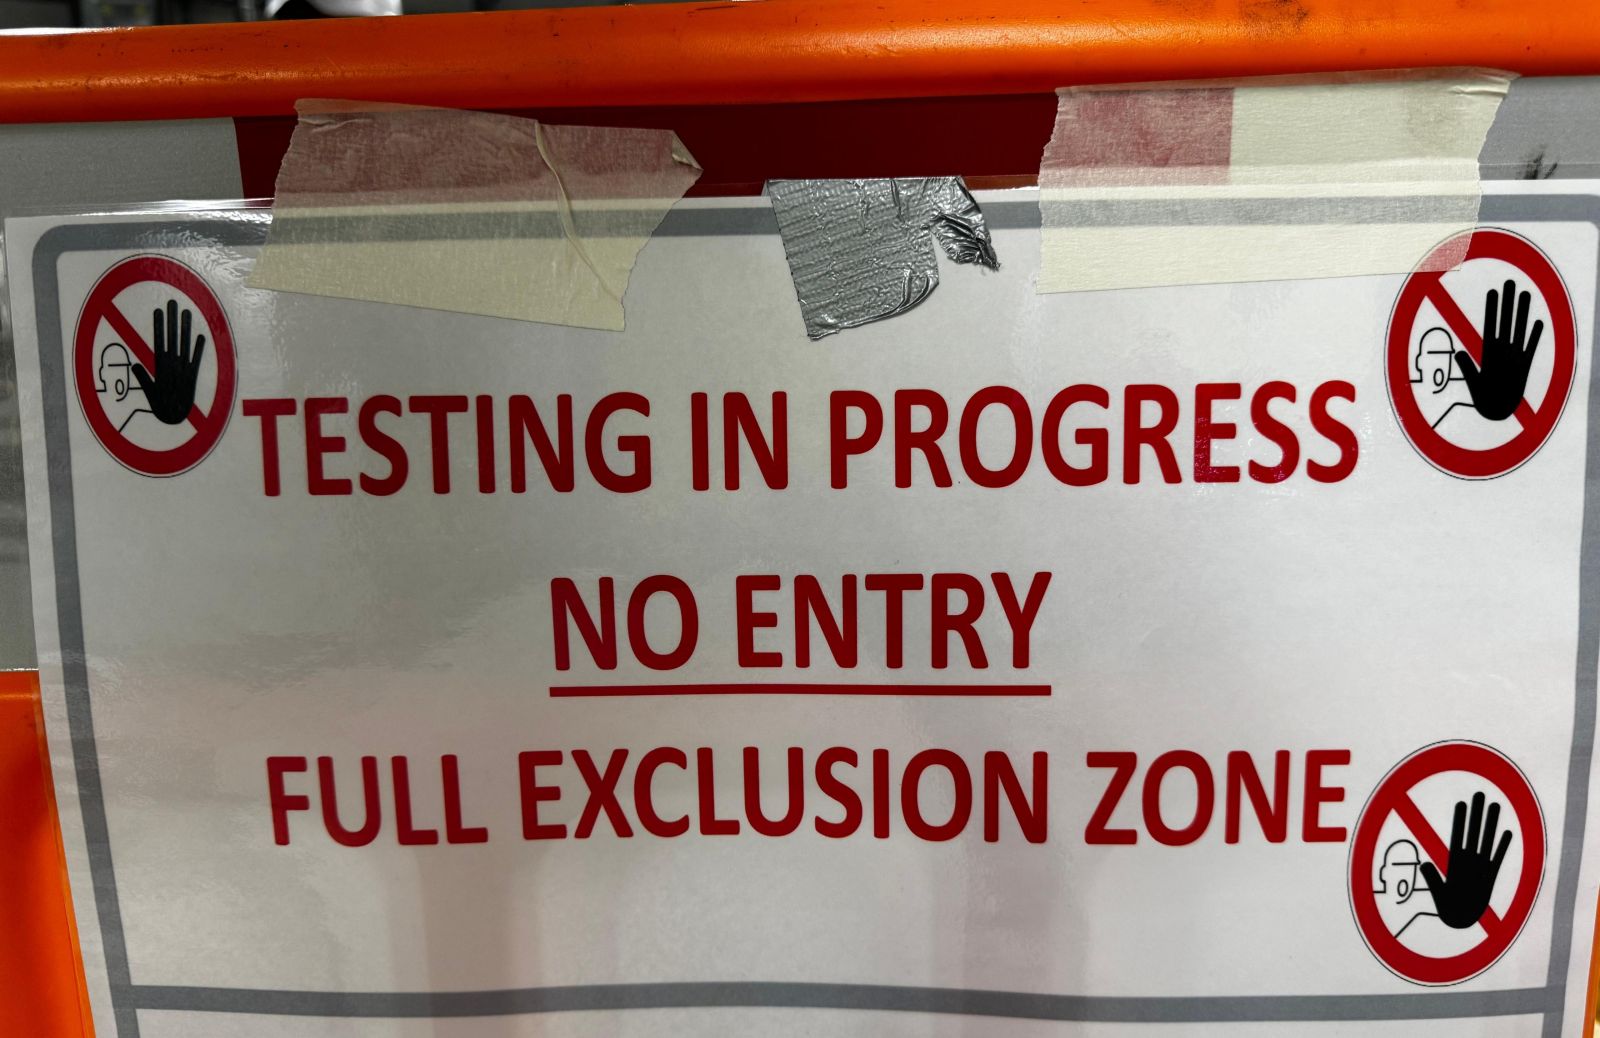 TESTING IN PROGRESS
NO ENTRY
FULL EXCLUSION ZONE